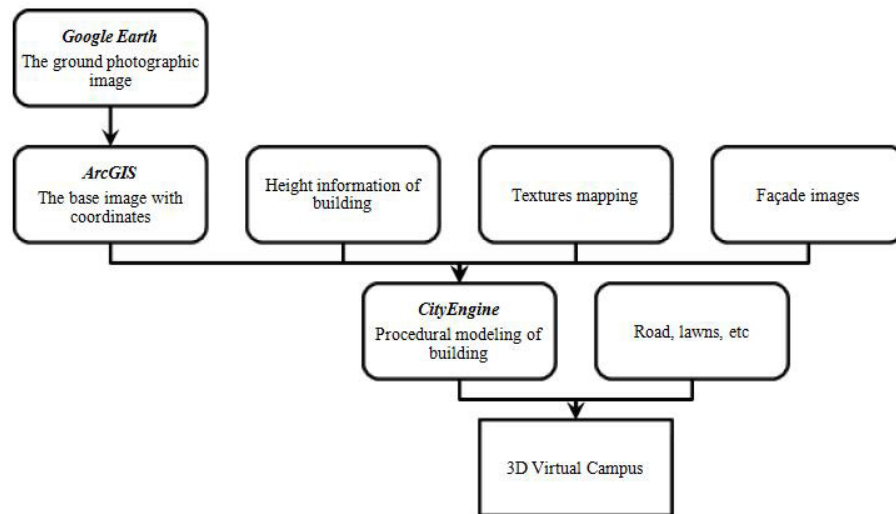 Google Earth
The ground photographic
image
ArcGIS
The base image with
coordinates
Height information of
building
Textures mapping
Façade images
CityEngine
Procedural modeling of
building
Road, lawns, etc
3D Virtual Campus